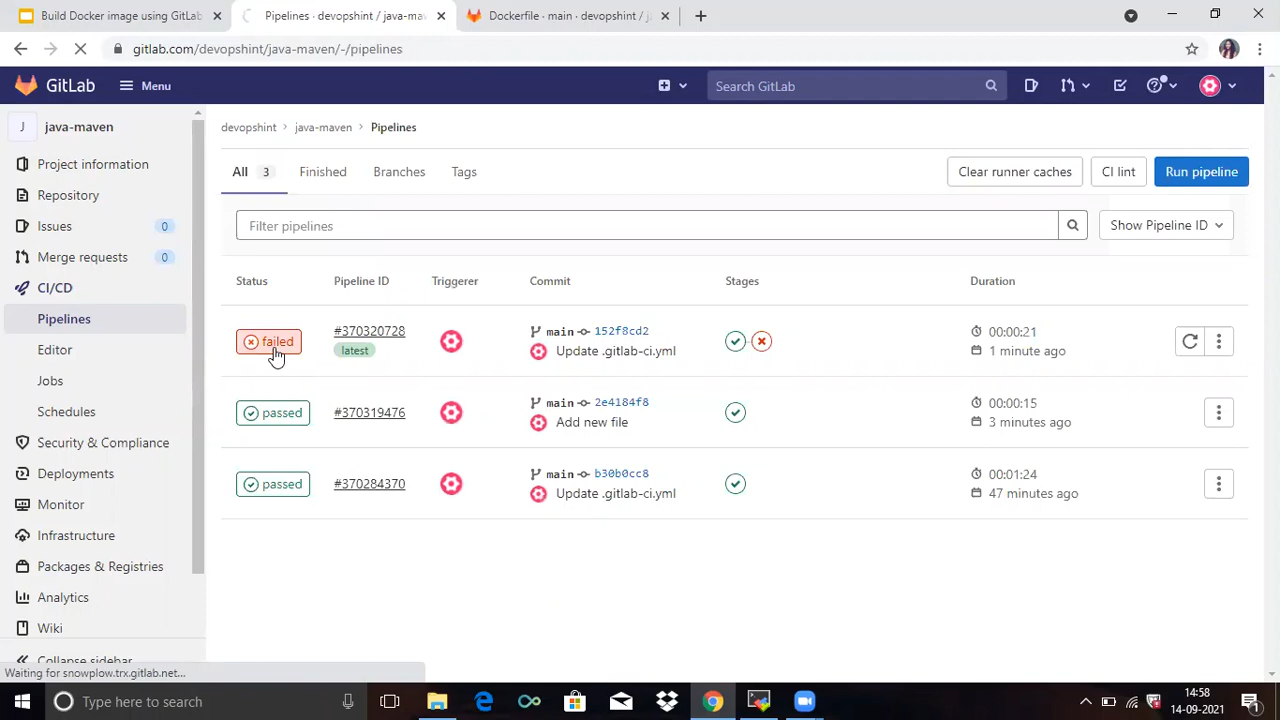 Build Docker image using GitLab
Pipelines · devopshint / java-mav
Dockerfile · main · devopshint / j
gitlab.com/devopshint/java-maven/-/pipelines
GitLab
Menu
Search GitLab
J
java-maven
Project information
Repository
Issues
0
Merge requests
0
CI/CD
Pipelines
Editor
Jobs
Schedules
Security & Compliance
Deployments
Monitor
Infrastructure
Packages & Registries
Analytics
Wiki
Collapse sidebar
devopshint
java-maven
Pipelines
All 3
Finished
Branches
Tags
Clear runner caches
CI lint
Run pipeline
Filter pipelines
Show Pipeline ID
Status
Pipeline ID
Triggerer
Commit
Stages
Duration
failed
#370320728
latest
main 152f8cd2
Update .gitlab-ci.yml
00:00:21
1 minute ago
passed
#370319476
main 2e4184f8
Add new file
00:00:15
3 minutes ago
passed
#370284370
main b30b0cc8
Update .gitlab-ci.yml
00:01:24
47 minutes ago
Waiting for snowplow.trx.gitlab.net...
Type here to search
14:58
14-09-2021
1